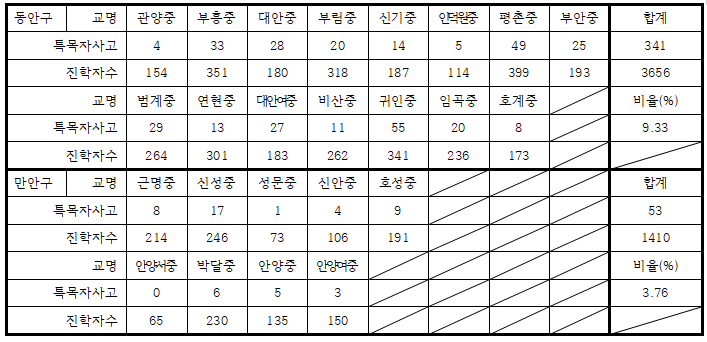 동안구 교명 관양중 부흥중 대안중 부림중 신기중 인덕원중 평촌중 부안중 합계
특목자사고 4 33 28 20 14 5 49 25 341
진학자수 154 351 180 318 187 114 399 193 3656
교명 범계중 연현중 대안여중 비산중 귀인중 임곡중 호계중 비율(%)
특목자사고 29 13 27 11 55 20 8 9.33
진학자수 264 301 183 262 341 236 173
만안구 교명 근명중 신성중 성문중 신안중 호성중 합계
특목자사고 8 17 1 4 9 53
진학자수 214 246 73 106 191 1410
교명 안양서중 박달중 안양중 안양여중 비율(%)
특목자사고 0 6 5 3 3.76
진학자수 65 230 135 150